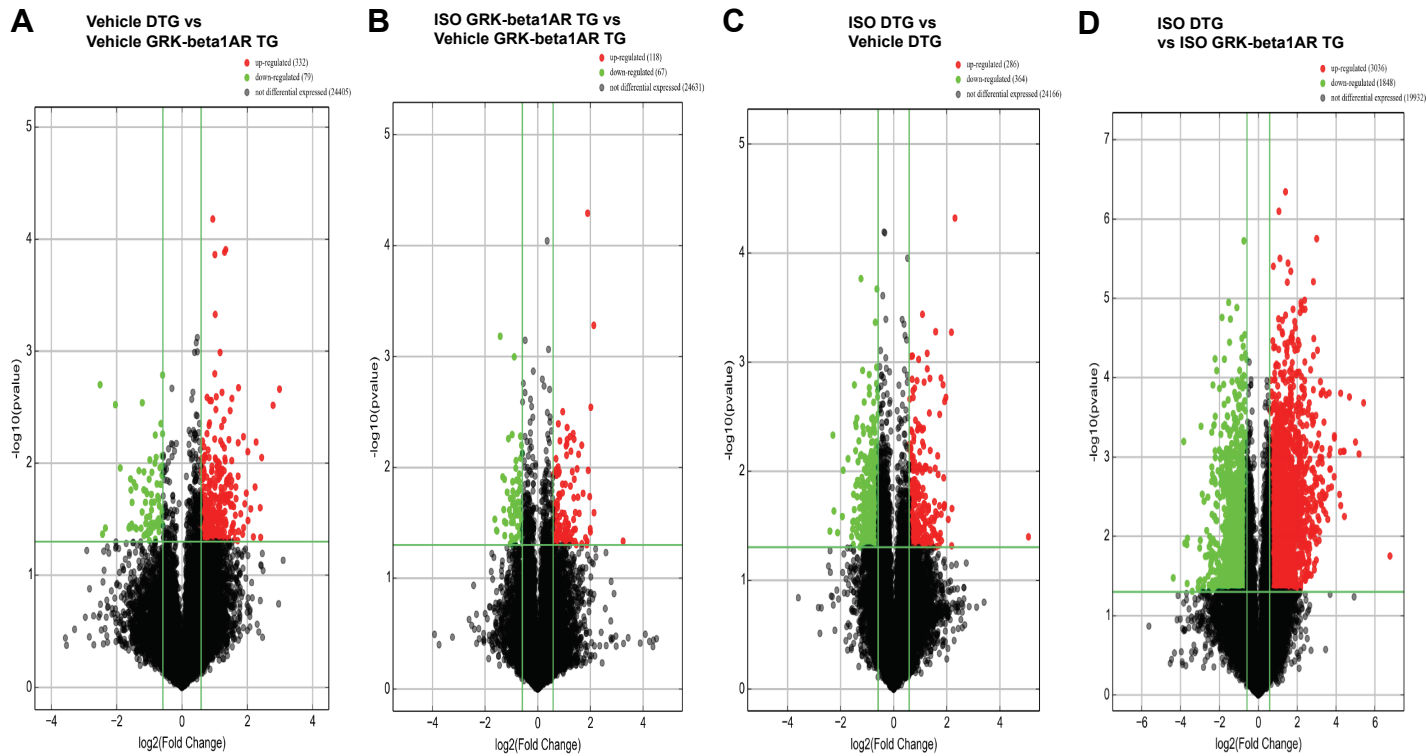 A
Vehicle DTG vs
Vehicle GRK-beta1AR TG
up-regulated (332)
down-regulated (79)
not differential expressed (24405)
5
4
3
2
1
0
-log10(pvalue)
−4
−2
0
2
4
log2(Fold Change)
B
ISO GRK-beta1AR TG vs
Vehicle GRK-beta1AR TG
up-regulated (118)
down-regulated (67)
not differential expressed (24631)
5
4
3
2
1
0
-log10(pvalue)
−4
−2
0
2
4
log2(Fold Change)
C
ISO DTG vs
Vehicle DTG
up-regulated (286)
down-regulated (364)
not differential expressed (24166)
5
4
3
2
1
0
-log10(pvalue)
−4
−2
0
2
4
log2(Fold Change)
D
ISO DTG
vs ISO GRK-beta1AR TG
up-regulated (3036)
down-regulated (1848)
not differential expressed (19932)
7
6
5
4
3
2
1
0
-log10(pvalue)
−6
−4
−2
0
2
4
6
log2(Fold Change)